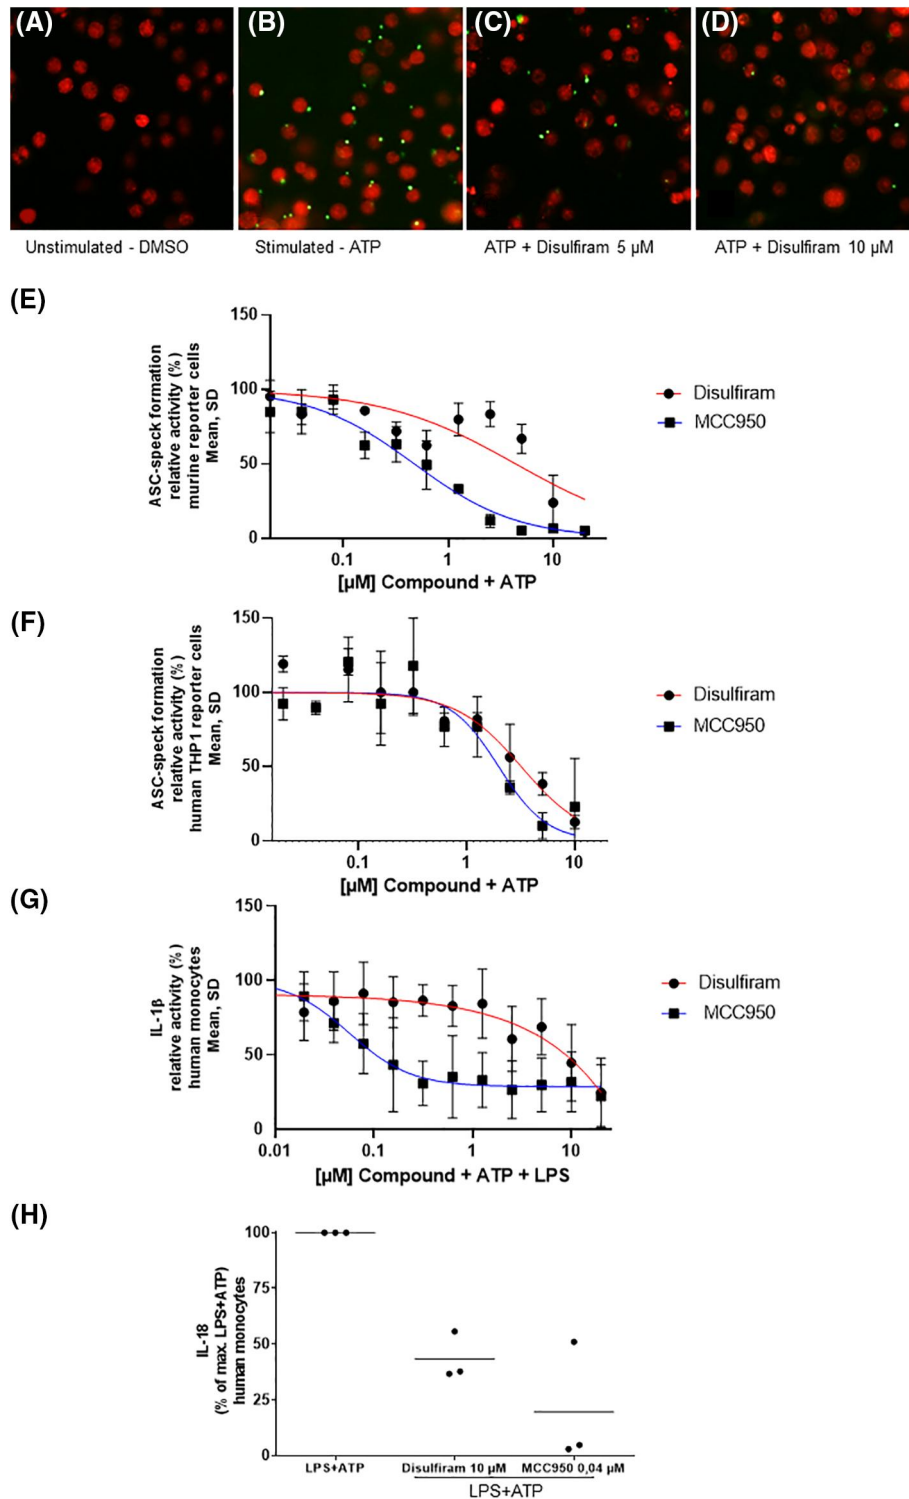 (A) (B) (C) (D)
Unstimulated - DMSO Stimulated - ATP ATP + Disulfiram 5 µM ATP + Disulfiram 10 µM
(E)
ASC-speck formation
relative activity (%)
murine reporter cells
Mean, SD
150
100
50
0
0.1 1 10
[µM] Compound + ATP
Disulfiram
MCC950
(F)
ASC-speck formation
relative activity (%)
human THP1 reporter cells
Mean, SD
150
100
50
0
0.1 1 10
[µM] Compound + ATP
Disulfiram
MCC950
(G)
IL-1β
relative activity (%)
human monocytes
Mean, SD
150
100
50
0
0.01 0.1 1 10
[µM] Compound + ATP + LPS
Disulfiram
MCC950
(H)
IL-18
(% of max. LPS+ATP)
human monocytes
100
75
50
25
0
LPS+ATP Disulfiram 10 µM MCC950 0,04 µM
LPS+ATP